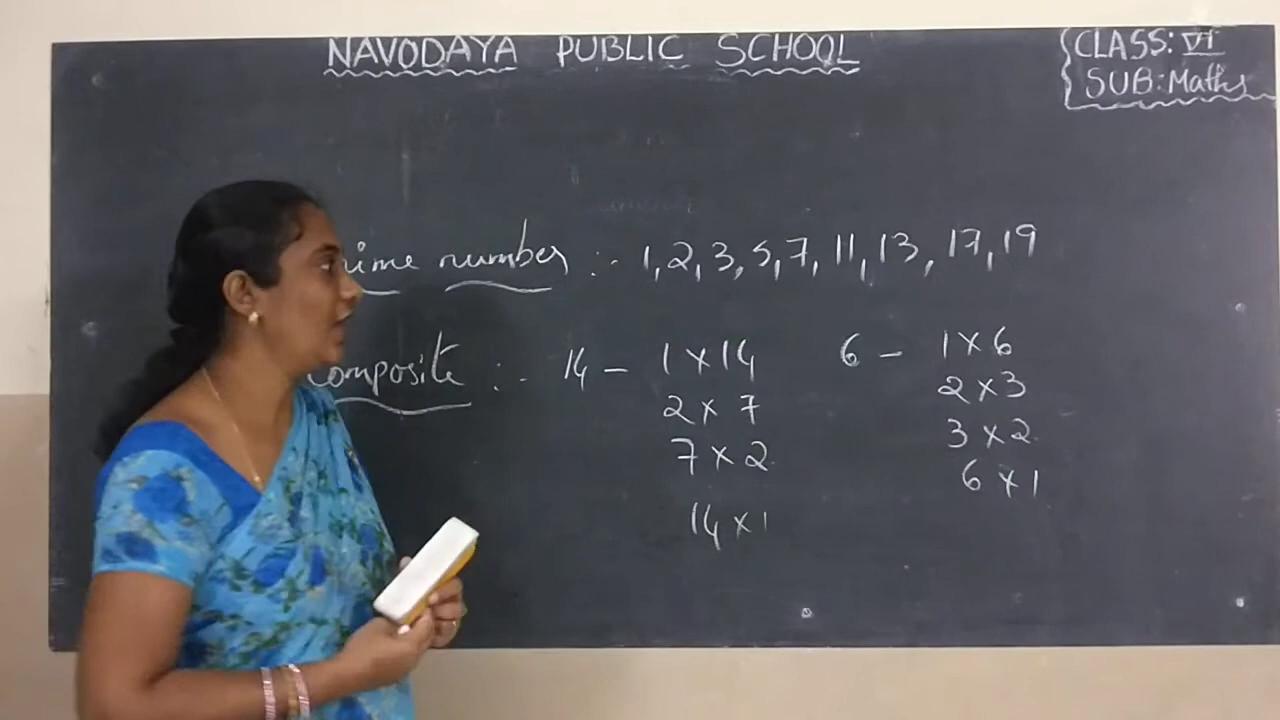 NAVODAYA PUBLIC SCHOOL
CLASS: VI
SUB: Maths
rime number :- 1, 2, 3, 5, 7, 11, 13, 17, 19
composite :- 14 - 1 x 14 6 - 1 x 6
2 x 7 2 x 3
7 x 2 3 x 2
14 x 1 6 x 1